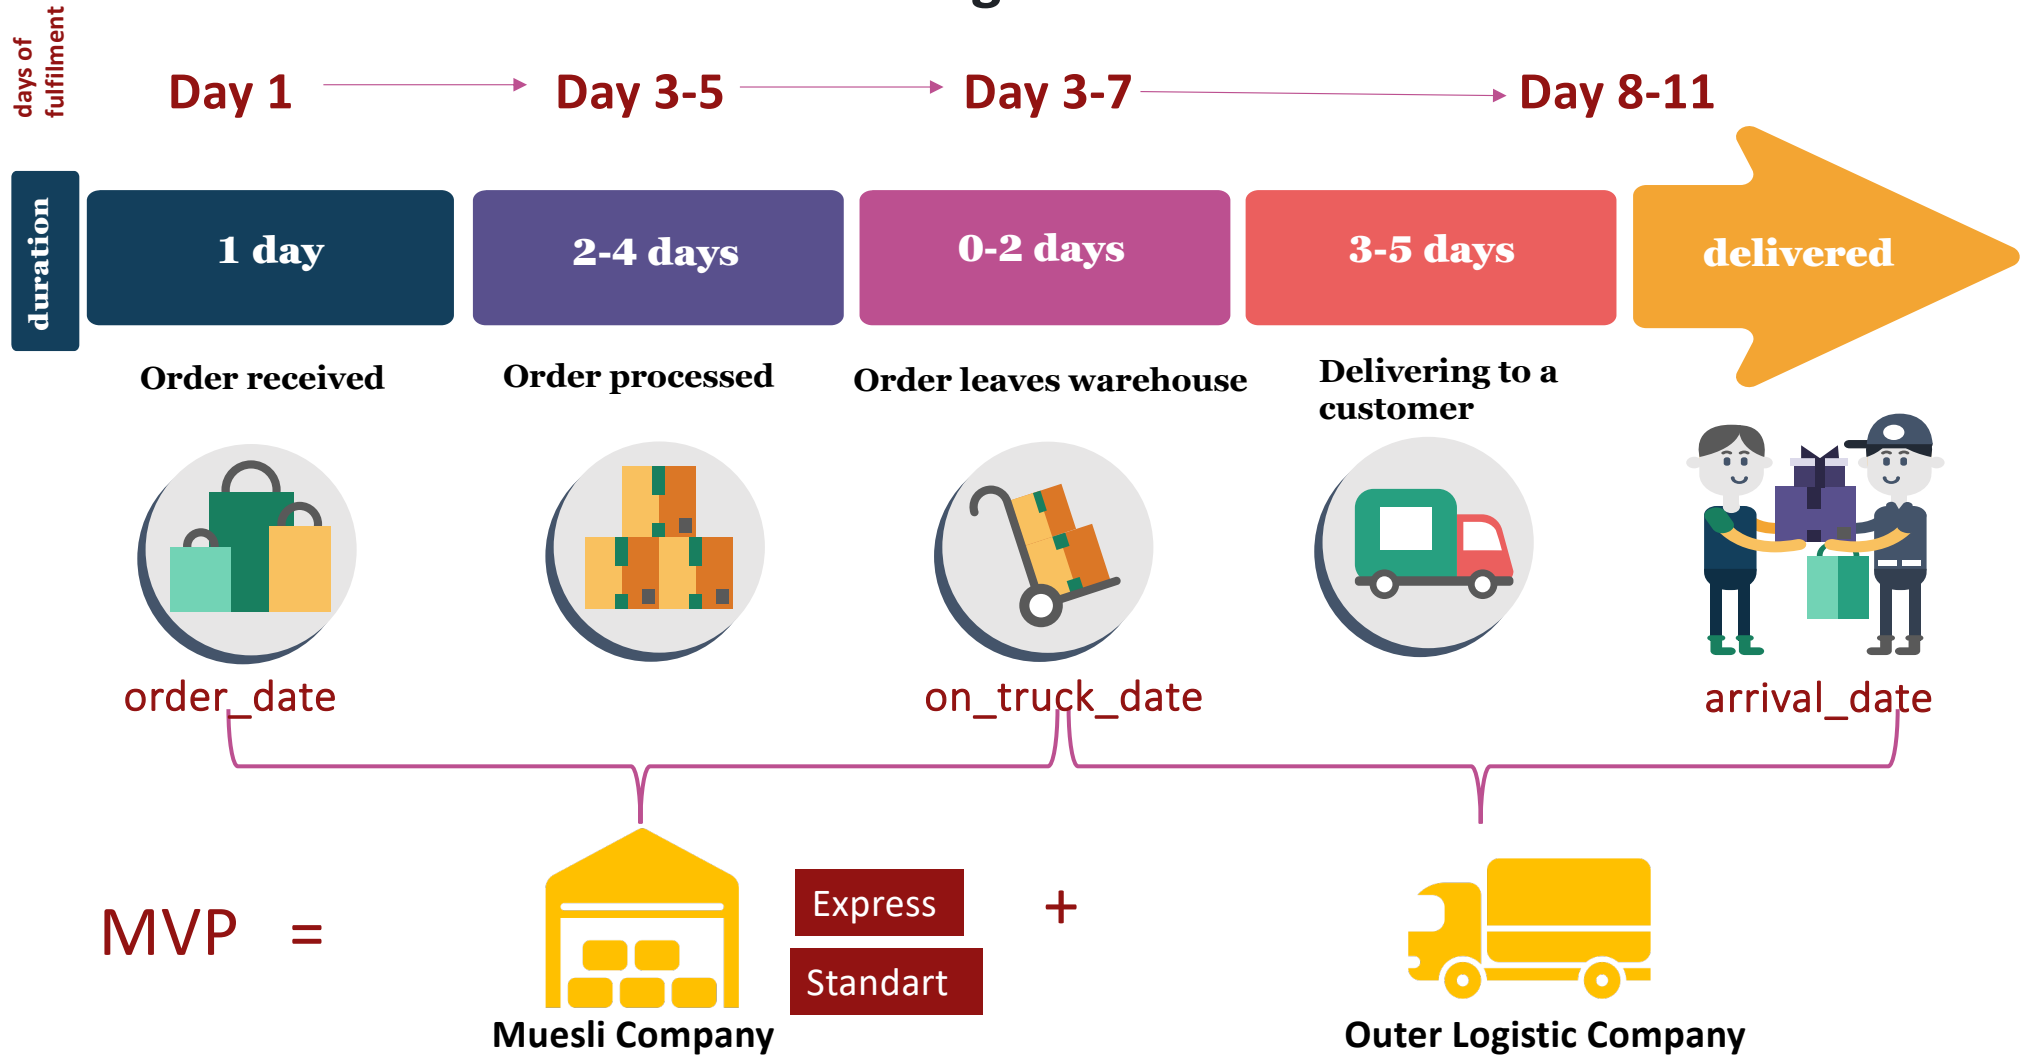 days of
fulfilment
Day 1
Day 3-5
Day 3-7
Day 8-11
duration
1 day
2-4 days
0-2 days
3-5 days
delivered
Order received
Order processed
Order leaves warehouse
Delivering to a
customer
order_date
on_truck_date
arrival_date
MVP =
Express
+
Standart
Muesli Company
Outer Logistic Company